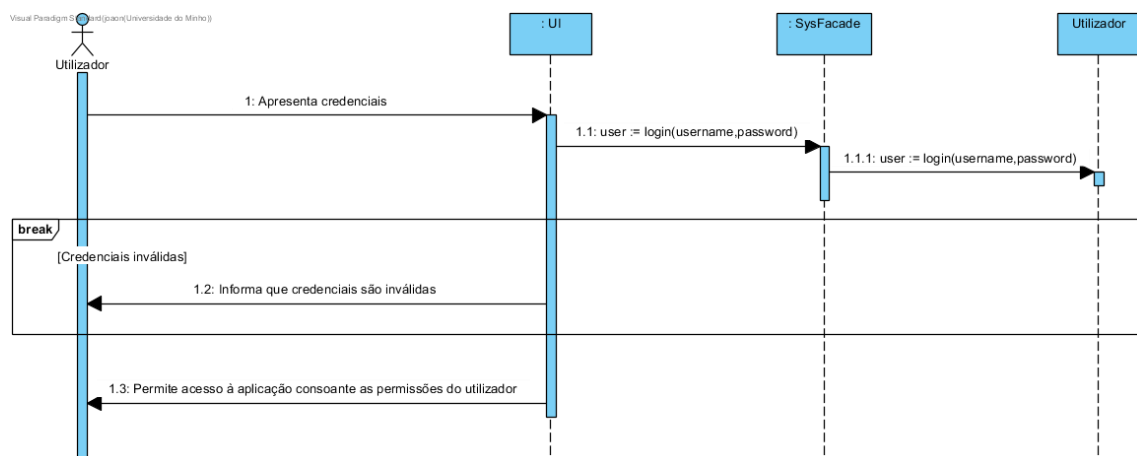 Visual Paradigm Standard(joaon(Universidade do Minho))
: UI
: SysFacade
Utilizador
Utilizador
1: Apresenta credenciais
1.1: user := login(username,password)
1.1.1: user := login(username,password)
break
[Credenciais inválidas]
1.2: Informa que credenciais são inválidas
1.3: Permite acesso à aplicação consoante as permissões do utilizador